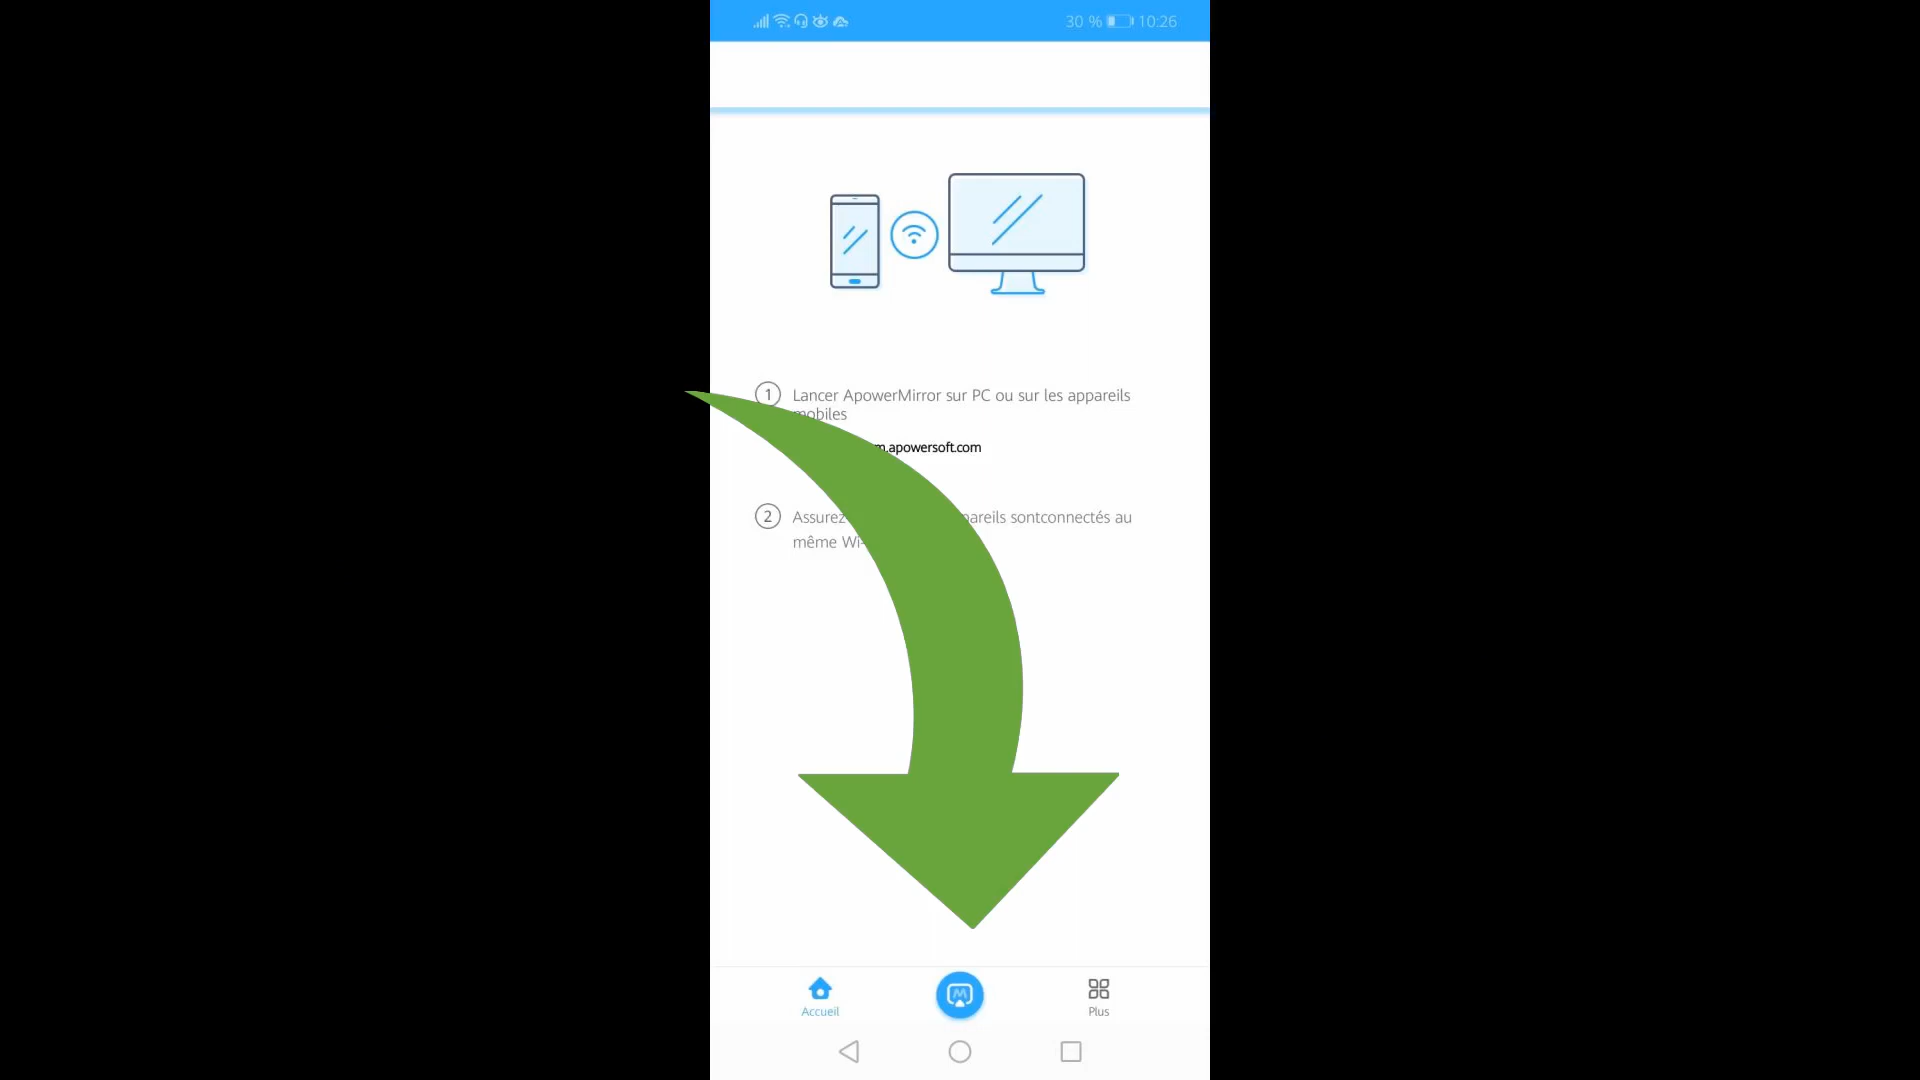 30 % 10:26
1 Lancer ApowerMirror sur PC ou sur les appareils
mobiles
m.apowersoft.com
2 Assurez pareils sontconnectés au
même Wi-
Accueil
Plus